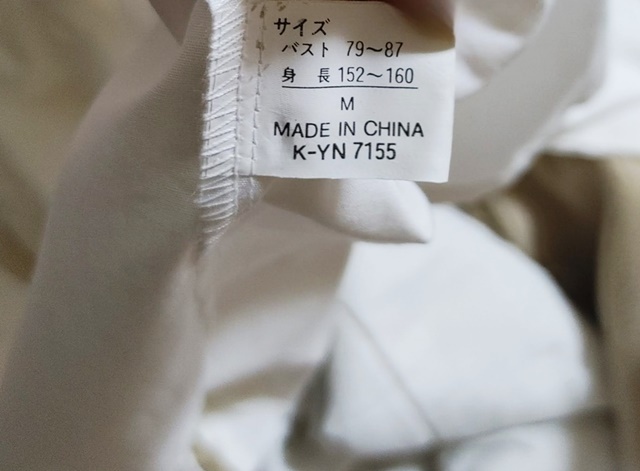 サイズ
バスト 79〜87
身 長 152〜160
M
MADE IN CHINA
K-YN 7155